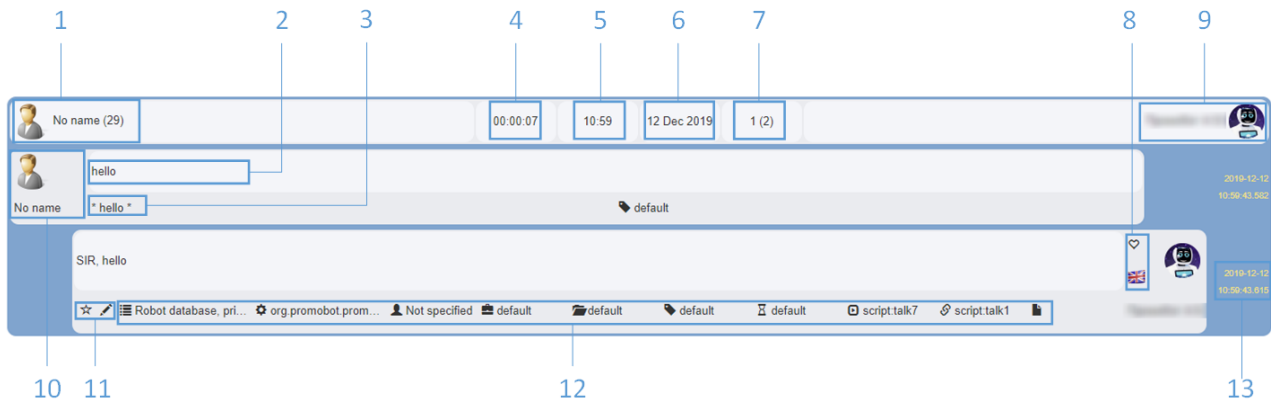 1 2 3 4 5 6 7 8 9
No name (29) 00:00:07 10:59 12 Dec 2019 1 (2)
hello
2019-12-12
10:59:43.582
No name * hello * default
SIR, hello
2019-12-12
10:59:43.615
Robot database, pri... org.promobot.prom... Not specified default default default default script:talk7 script:talk1
10 11 12 13